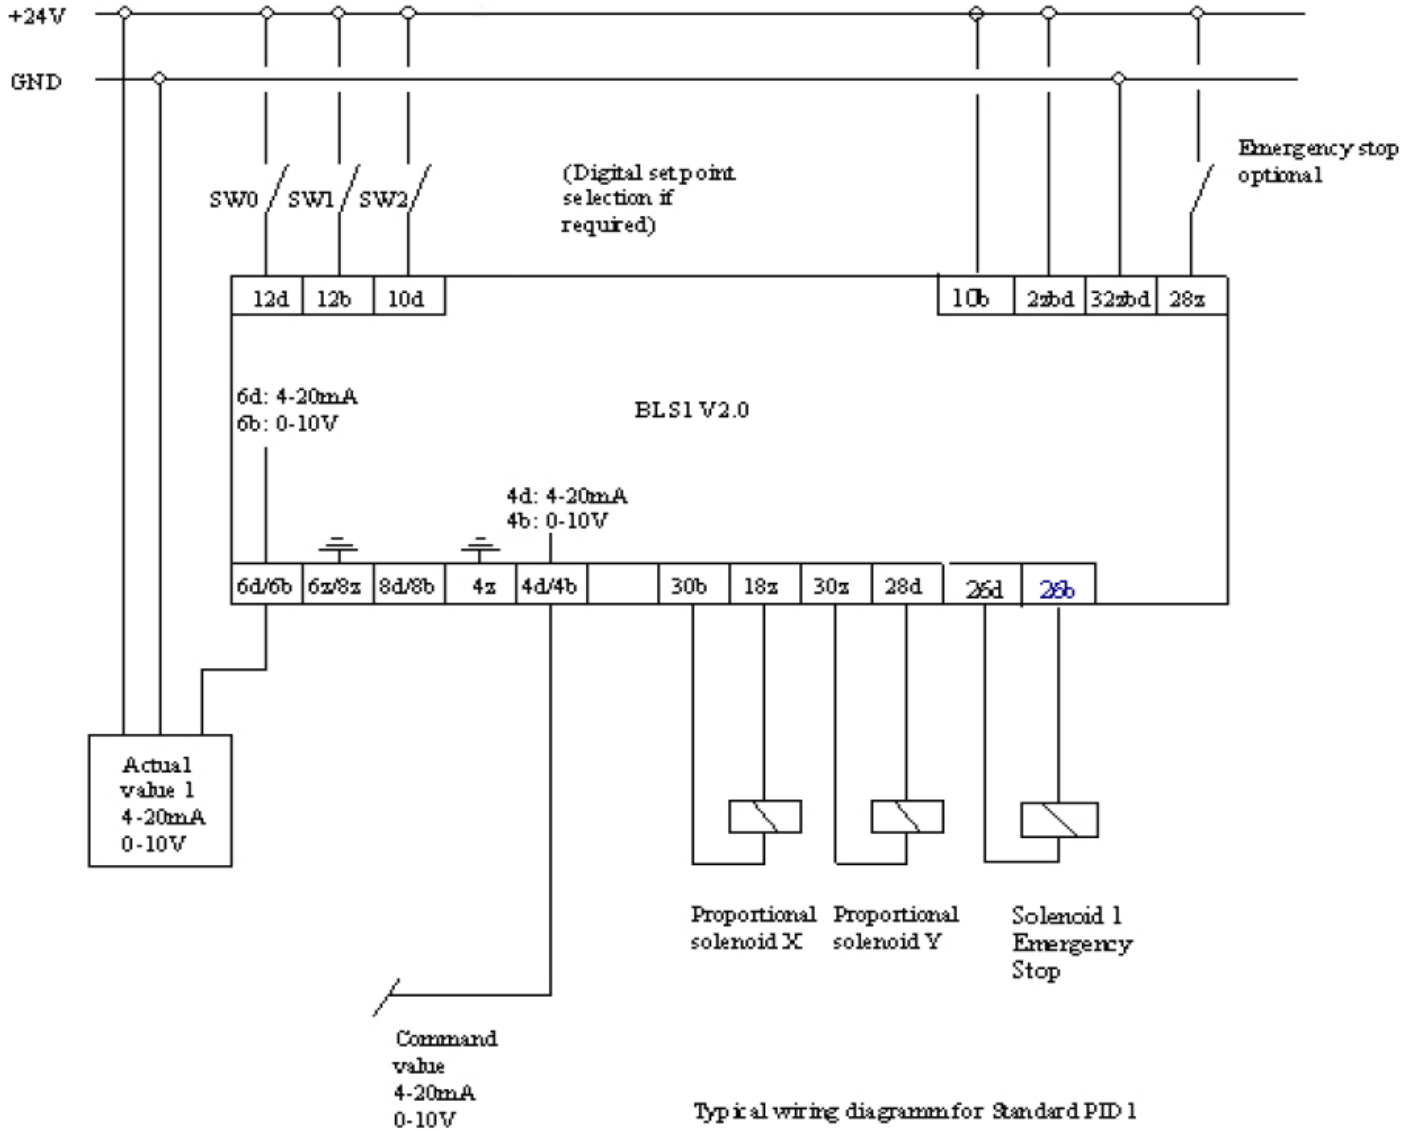 +24V
GND
Emergency stop
optional
(Digital setpoint
selection if
required)
SW0
SW1
SW2
12d
12b
10d
10b
2zbd
32zbd
28z
6d: 4-20mA
6b: 0-10V
BLS1 V2.0
4d: 4-20mA
4b: 0-10V
6d/6b
6z/8z
8d/8b
4z
4d/4b
30b
18z
30z
28d
26d
26b
Actual
value 1
4-20mA
0-10V
Proportional
solenoid X
Proportional
solenoid Y
Solenoid 1
Emergency
Stop
Command
value
4-20mA
0-10V
Typical wiring diagramm for Standard PID 1